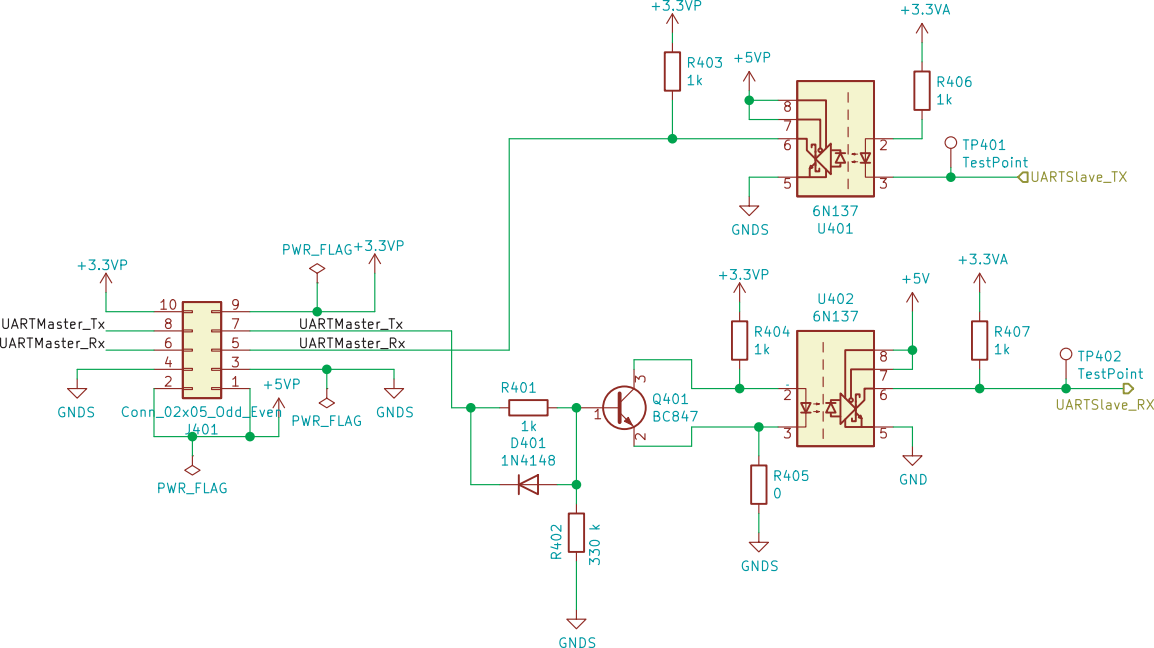 +3.3VP
+3.3VA
R403
1k
+5VP
R406
1k
8
7
6
5
2
3
TP401
TestPoint
UARTSlave_TX
6N137
U401
GNDS
PWR_FLAG
+3.3VP
+3.3VP
10
9
UARTMaster_Tx
8
7
UARTMaster_Tx
UARTMaster_Rx
6
5
UARTMaster_Rx
4
3
2
1
GNDS
+5VP
GNDS
Conn_02x05_Odd_Even
J401
PWR_FLAG
PWR_FLAG
+3.3VP
U402
6N137
+5V
+3.3VA
R404
1k
R407
1k
8
7
6
5
2
3
TP402
TestPoint
UARTSlave_RX
R401
1k
D401
1N4148
1
3
2
Q401
BC847
R405
0
GND
GNDS
R402
330 k
GNDS